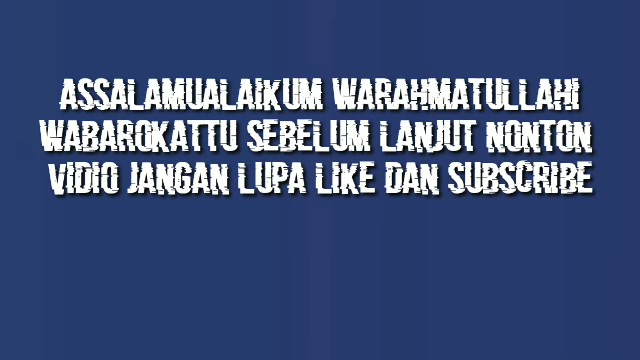 ASSALAMUALAIKUM WARAHMATULLAHI
WABAROKATTU SEBELUM LANJUT NONTON
VIDIO JANGAN LUPA LIKE DAN SUBSCRIBE